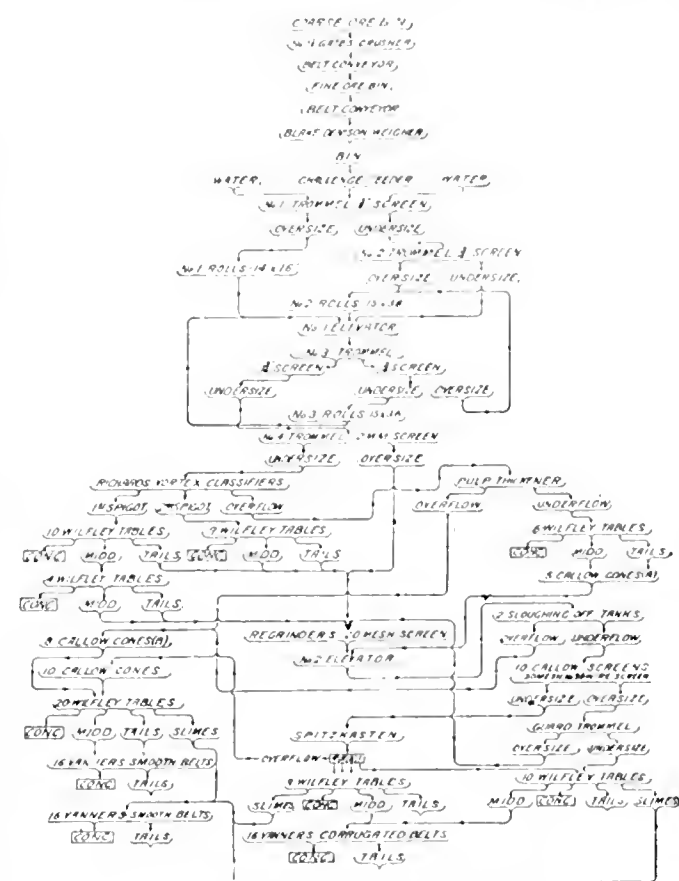 COARSE ORE BIN
GATES CRUSHER
BELT CONVEYOR
FINE ORE BIN
BELT CONVEYOR
BLAKE DENISON WEIGHER
BIN
WATER CHALLENGE FEEDER WATER
No 1 TROMMEL SCREEN
OVERSIZE UNDERSIZE
No 2 TROMMEL SCREEN
No 1 ROLLS 14 x
OVERSIZE UNDERSIZE
No 2 ROLLS 15 x
No 1 ELEVATOR
No 3 TROMMEL
SCREEN SCREEN
UNDERSIZE UNDERSIZE OVERSIZE
No 3 ROLLS 15 x
No 4 TROMMEL 2 MM SCREEN
UNDERSIZE OVERSIZE
RICHARDS VORTEX CLASSIFIERS PULP THICKENER
SPIGOT SPIGOT OVERFLOW OVERFLOW UNDERFLOW
10 WILFLEY TABLES 9 WILFLEY TABLES 6 WILFLEY TABLES
CONC MIDD TAILS CONC MIDD TAILS CONC MIDD TAILS
4 WILFLEY TABLES 5 CALLOW CONES(A)
CONC MIDD TAILS
2 SLOUGHING OFF TANKS
8 CALLOW CONES REGRINDERS MESH SCREEN OVERFLOW UNDERFLOW
No 2 ELEVATOR
10 CALLOW CONES 10 CALLOW SCREENS
20 WILFLEY TABLES UNDERSIZE OVERSIZE
CONC MIDD TAILS SLIMES SPITZKASTEN GUARD TROMMEL
OVERFLOW OVERSIZE UNDERSIZE
16 VANNERS SMOOTH BELTS 9 WILFLEY TABLES 10 WILFLEY TABLES
CONC TAILS SLIMES CONC MIDD TAILS MIDD CONC TAILS SLIMES
16 VANNERS SMOOTH BELTS 16 VANNERS CORRUGATED BELTS
CONC TAILS CONC TAILS